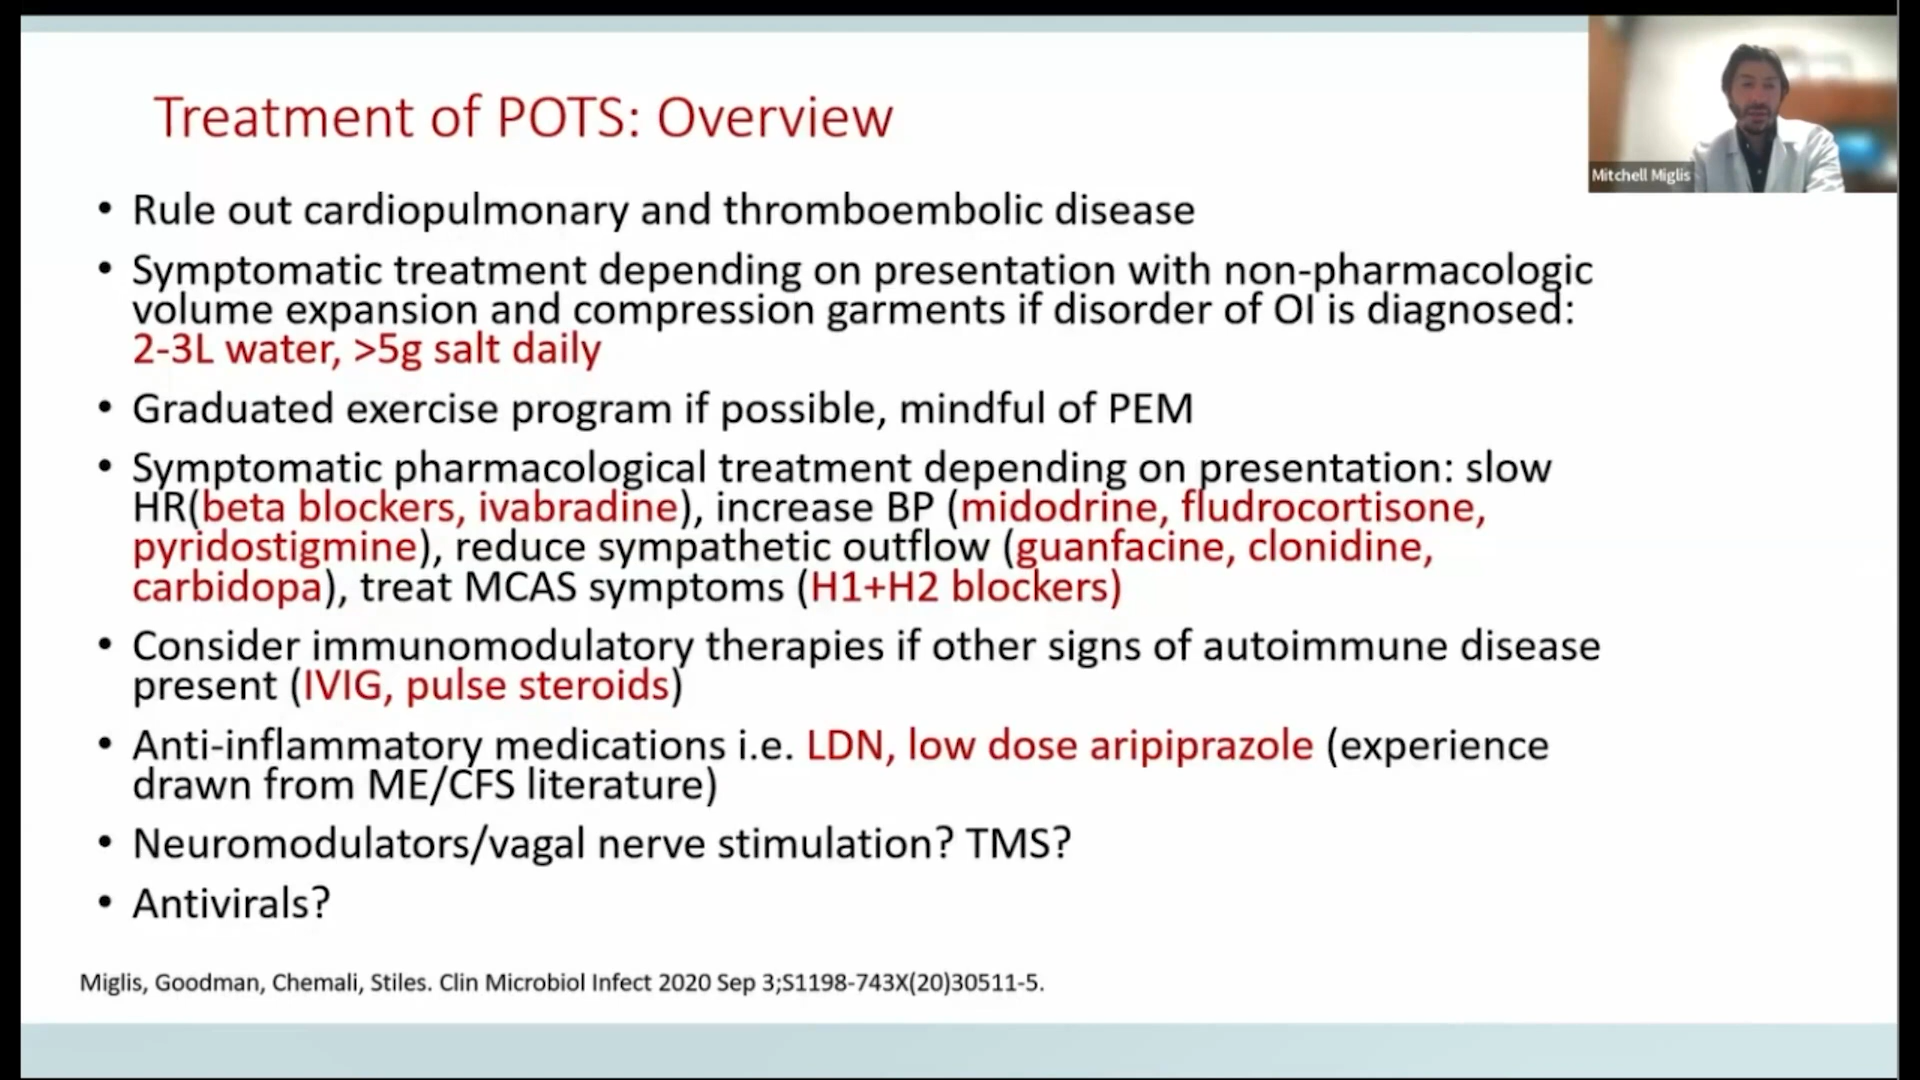 Treatment of POTS: Overview
Mitchell Miglis
• Rule out cardiopulmonary and thromboembolic disease
• Symptomatic treatment depending on presentation with non-pharmacologic
volume expansion and compression garments if disorder of OI is diagnosed:
2-3L water, >5g salt daily
• Graduated exercise program if possible, mindful of PEM
• Symptomatic pharmacological treatment depending on presentation: slow
HR(beta blockers, ivabradine), increase BP (midodrine, fludrocortisone,
pyridostigmine), reduce sympathetic outflow (guanfacine, clonidine,
carbidopa), treat MCAS symptoms (H1+H2 blockers)
• Consider immunomodulatory therapies if other signs of autoimmune disease
present (IVIG, pulse steroids)
• Anti-inflammatory medications i.e. LDN, low dose aripiprazole (experience
drawn from ME/CFS literature)
• Neuromodulators/vagal nerve stimulation? TMS?
• Antivirals?
Miglis, Goodman, Chemali, Stiles. Clin Microbiol Infect 2020 Sep 3;S1198-743X(20)30511-5.